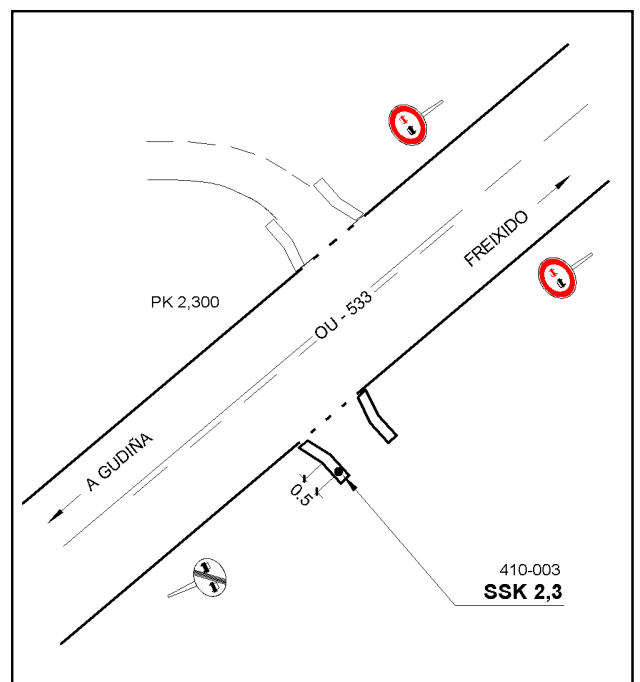 FREIXIDO
PK 2,300
OU - 533
A GUDIÑA
0.5
410-003
SSK 2,3